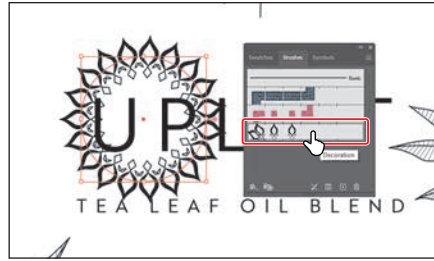 Swatches Brushes Symbols
Basic
U PL T
Decoration
TEA LEAF OIL BLEND